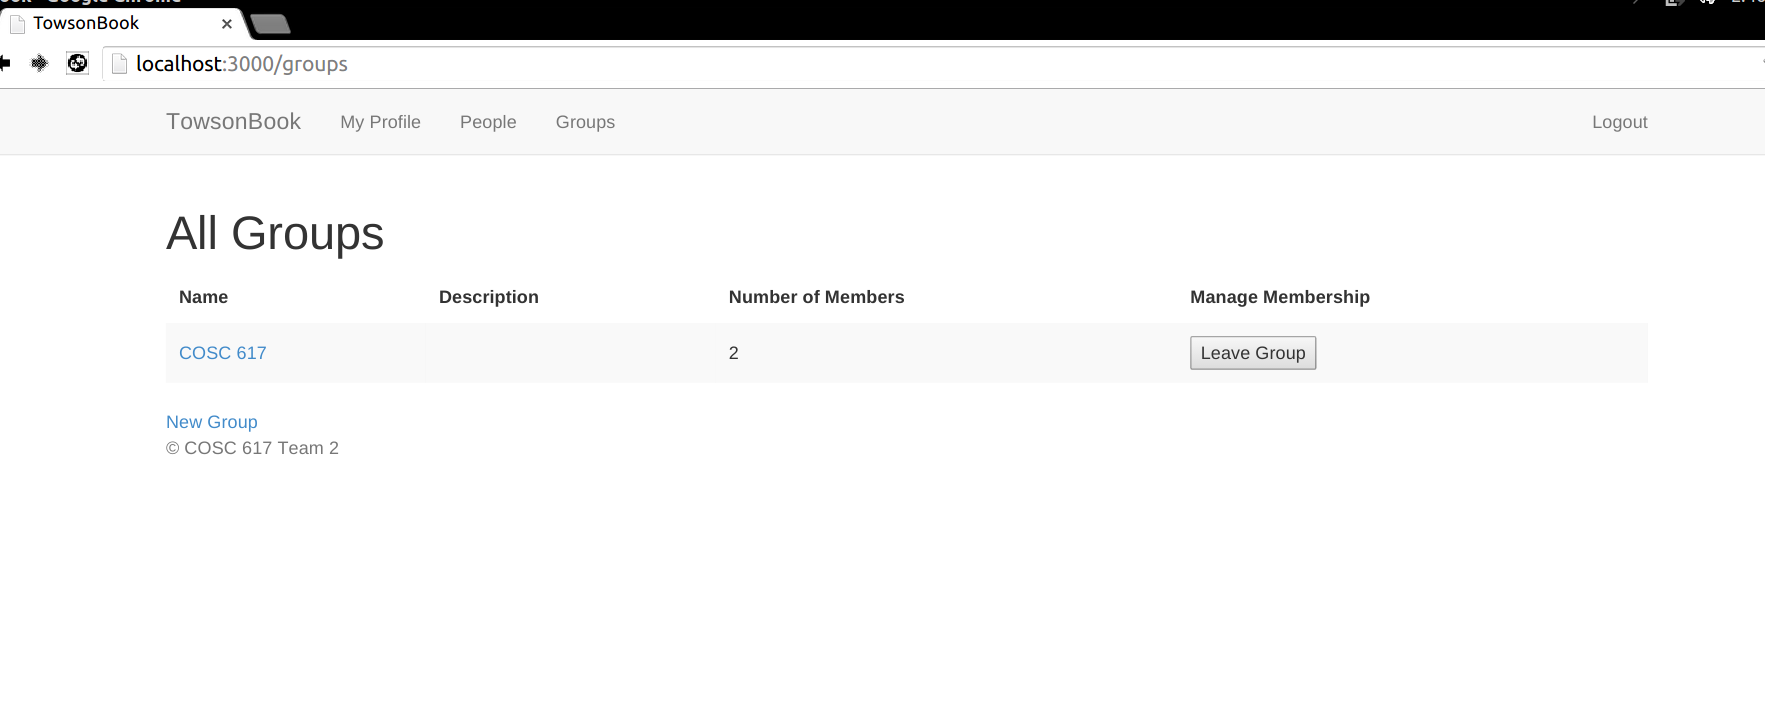 TowsonBook
localhost:3000/groups
TowsonBook My Profile People Groups Logout
All Groups
Name Description Number of Members Manage Membership
COSC 617 2 Leave Group
New Group
© COSC 617 Team 2